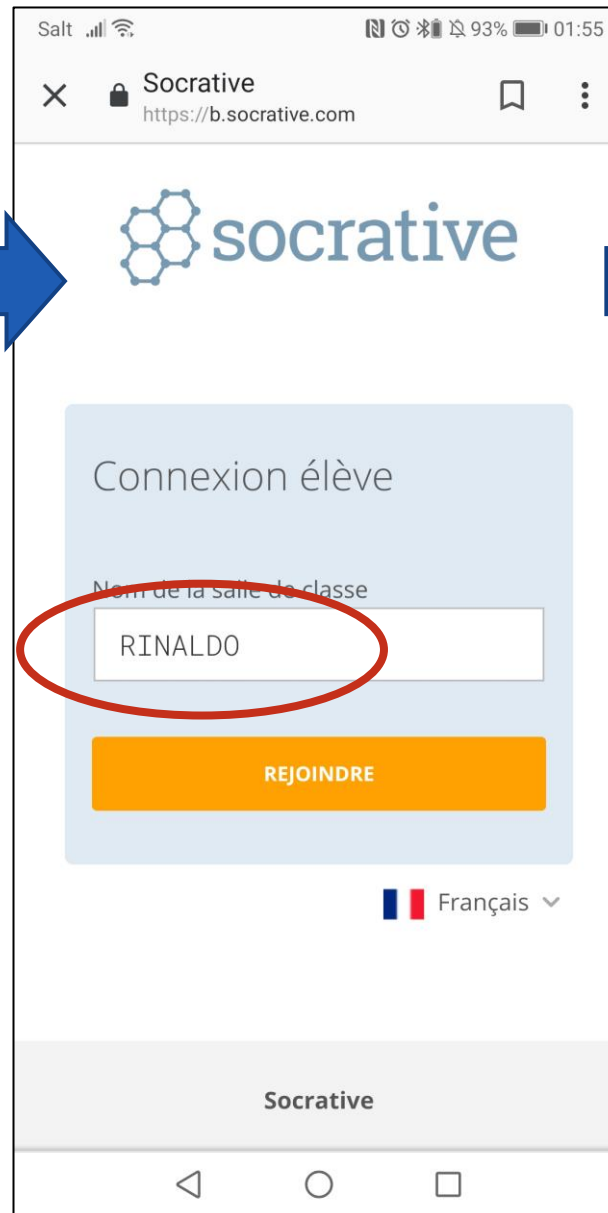 Salt 93% 01:55
Socrative
https://b.socrative.com
socrative
Connexion élève
Nom de la salle de classe
RINALDO
REJOINDRE
Français
Socrative